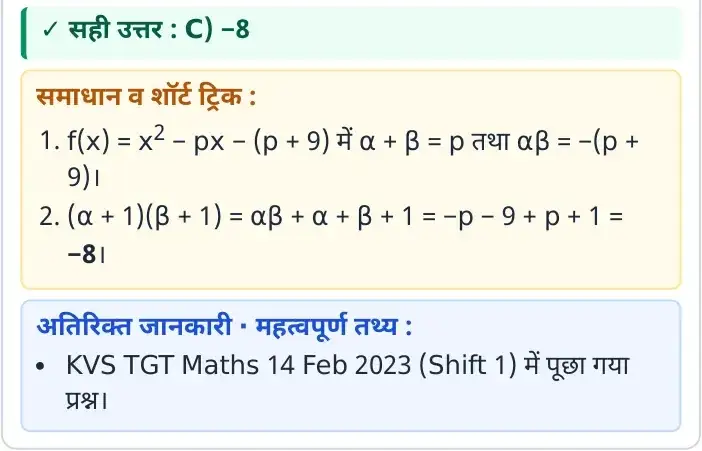 ✓ सही उत्तर : C) −8
समाधान व शॉर्ट ट्रिक :
1. f(x) = x² − px − (p + 9) में α + β = p तथा αβ = −(p +
9)।
2. (α + 1)(β + 1) = αβ + α + β + 1 = −p − 9 + p + 1 =
−8।
अतिरिक्त जानकारी · महत्वपूर्ण तथ्य :
• KVS TGT Maths 14 Feb 2023 (Shift 1) में पूछा गया
प्रश्न।